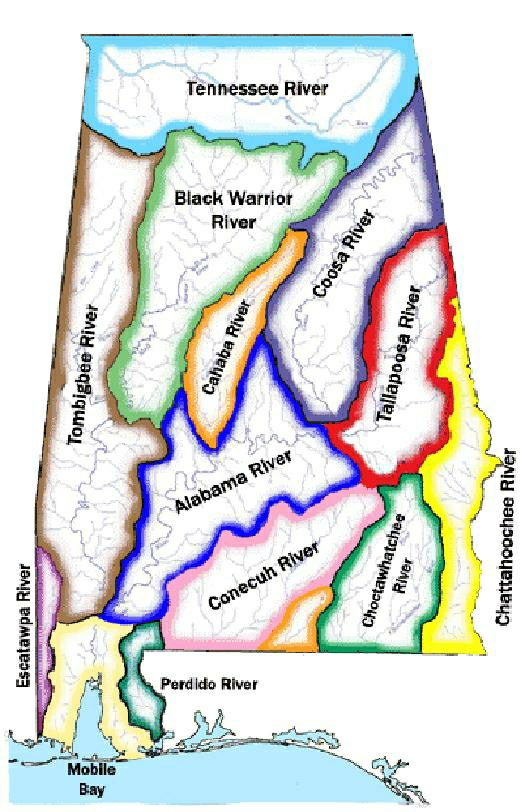 Tennessee River
Black Warrior
River
Coosa River
Cahaba River
Tallapoosa River
Tombigbee River
Alabama River
Chattahoochee River
Conecuh River
Choctawhatchee
River
Escatawpa River
Perdido River
Mobile
Bay